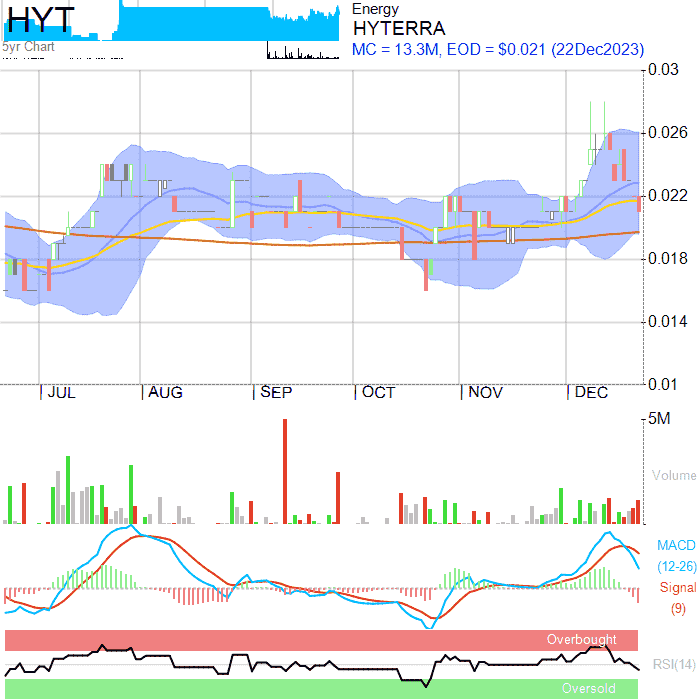 HYT
5yr Chart
Energy
HYTERRA
MC = 13.3M, EOD = $0.021 (22Dec2023)
0.03
0.026
0.022
0.018
0.014
0.01
| JUL | AUG | SEP | OCT | NOV | DEC
5M
Volume
MACD
(12-26)
Signal
(9)
Overbought
RSI(14)
Oversold